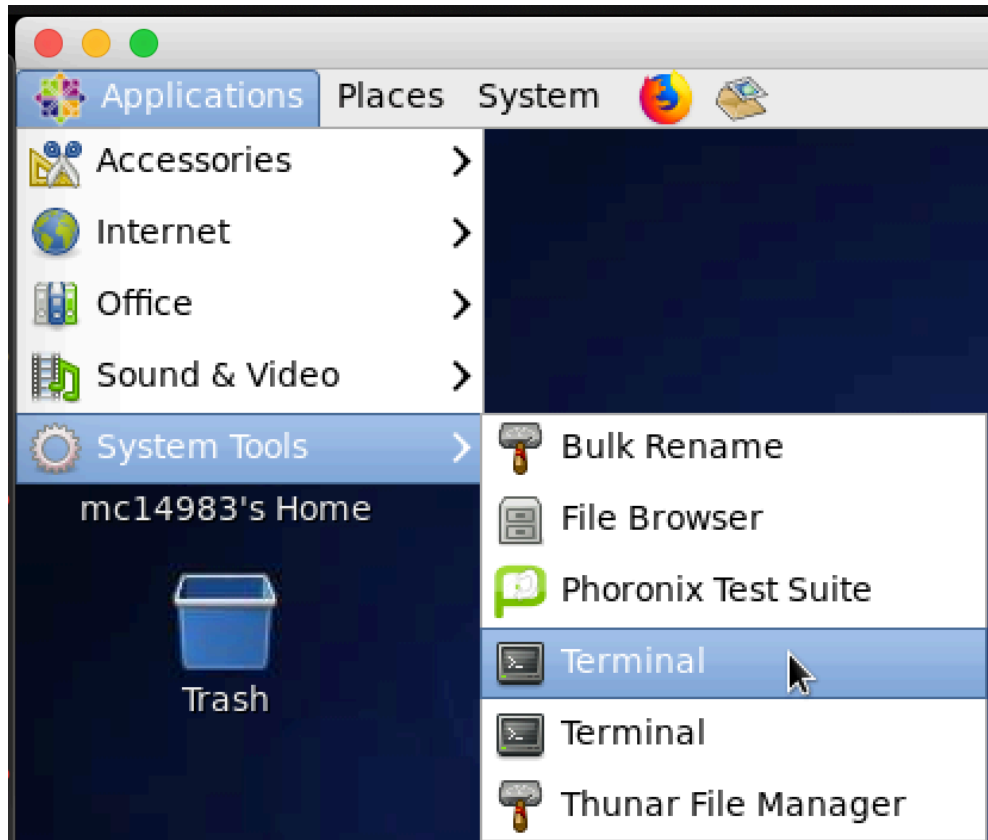 Applications Places System
Accessories
Internet
Office
Sound & Video
System Tools
Bulk Rename
File Browser
Phoronix Test Suite
Terminal
Terminal
Thunar File Manager
mc14983's Home
Trash